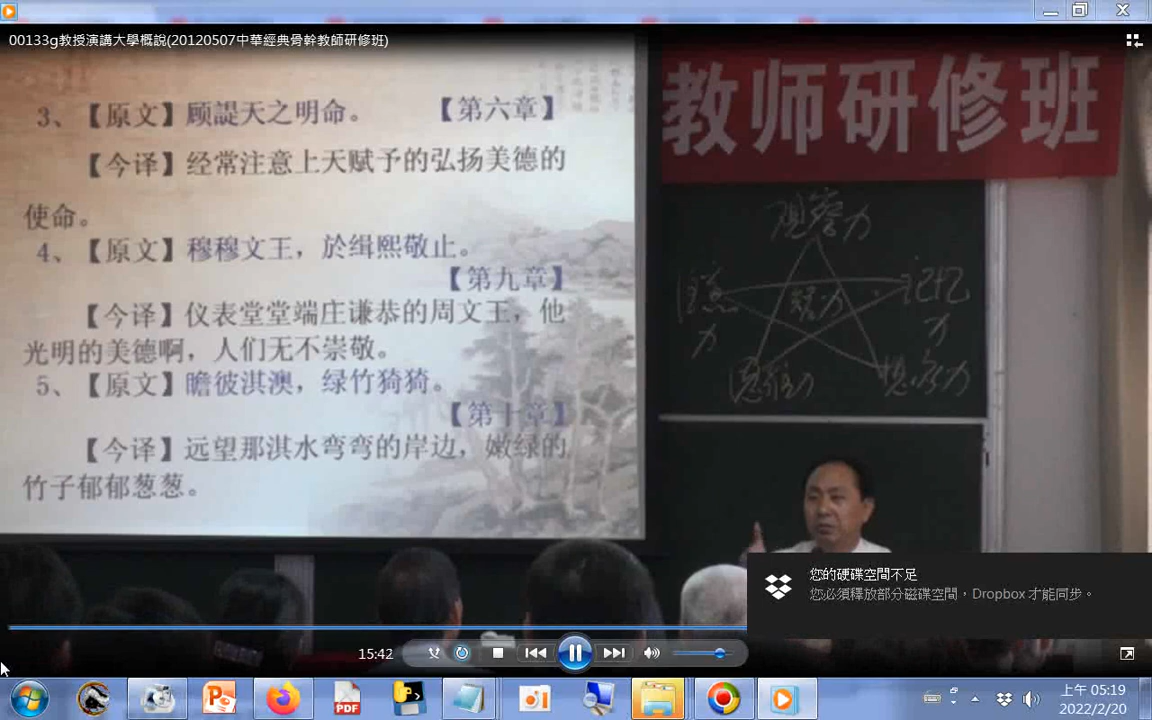 00133g教授演講大學概說(20120507中華經典骨幹教師研修班)
3、【原文】顾諟天之明命。 【第六章】
【今译】经常注意上天赋予的弘扬美德的
使命。
4、【原文】穆穆文王，於缉熙敬止。
【第九章】
【今译】仪表堂堂端庄谦恭的周文王，他
光明的美德啊，人们无不崇敬。
5、【原文】瞻彼淇澳，绿竹猗猗。
【第十章】
【今译】远望那淇水弯弯的岸边，嫩绿的
竹子郁郁葱葱。
教师研修班
观察力
记忆
力
想象力
思维力
您的硬碟空間不足
您必須釋放部分磁碟空間，Dropbox 才能同步。
15:42
PDF
上午 05:19
2022/2/20